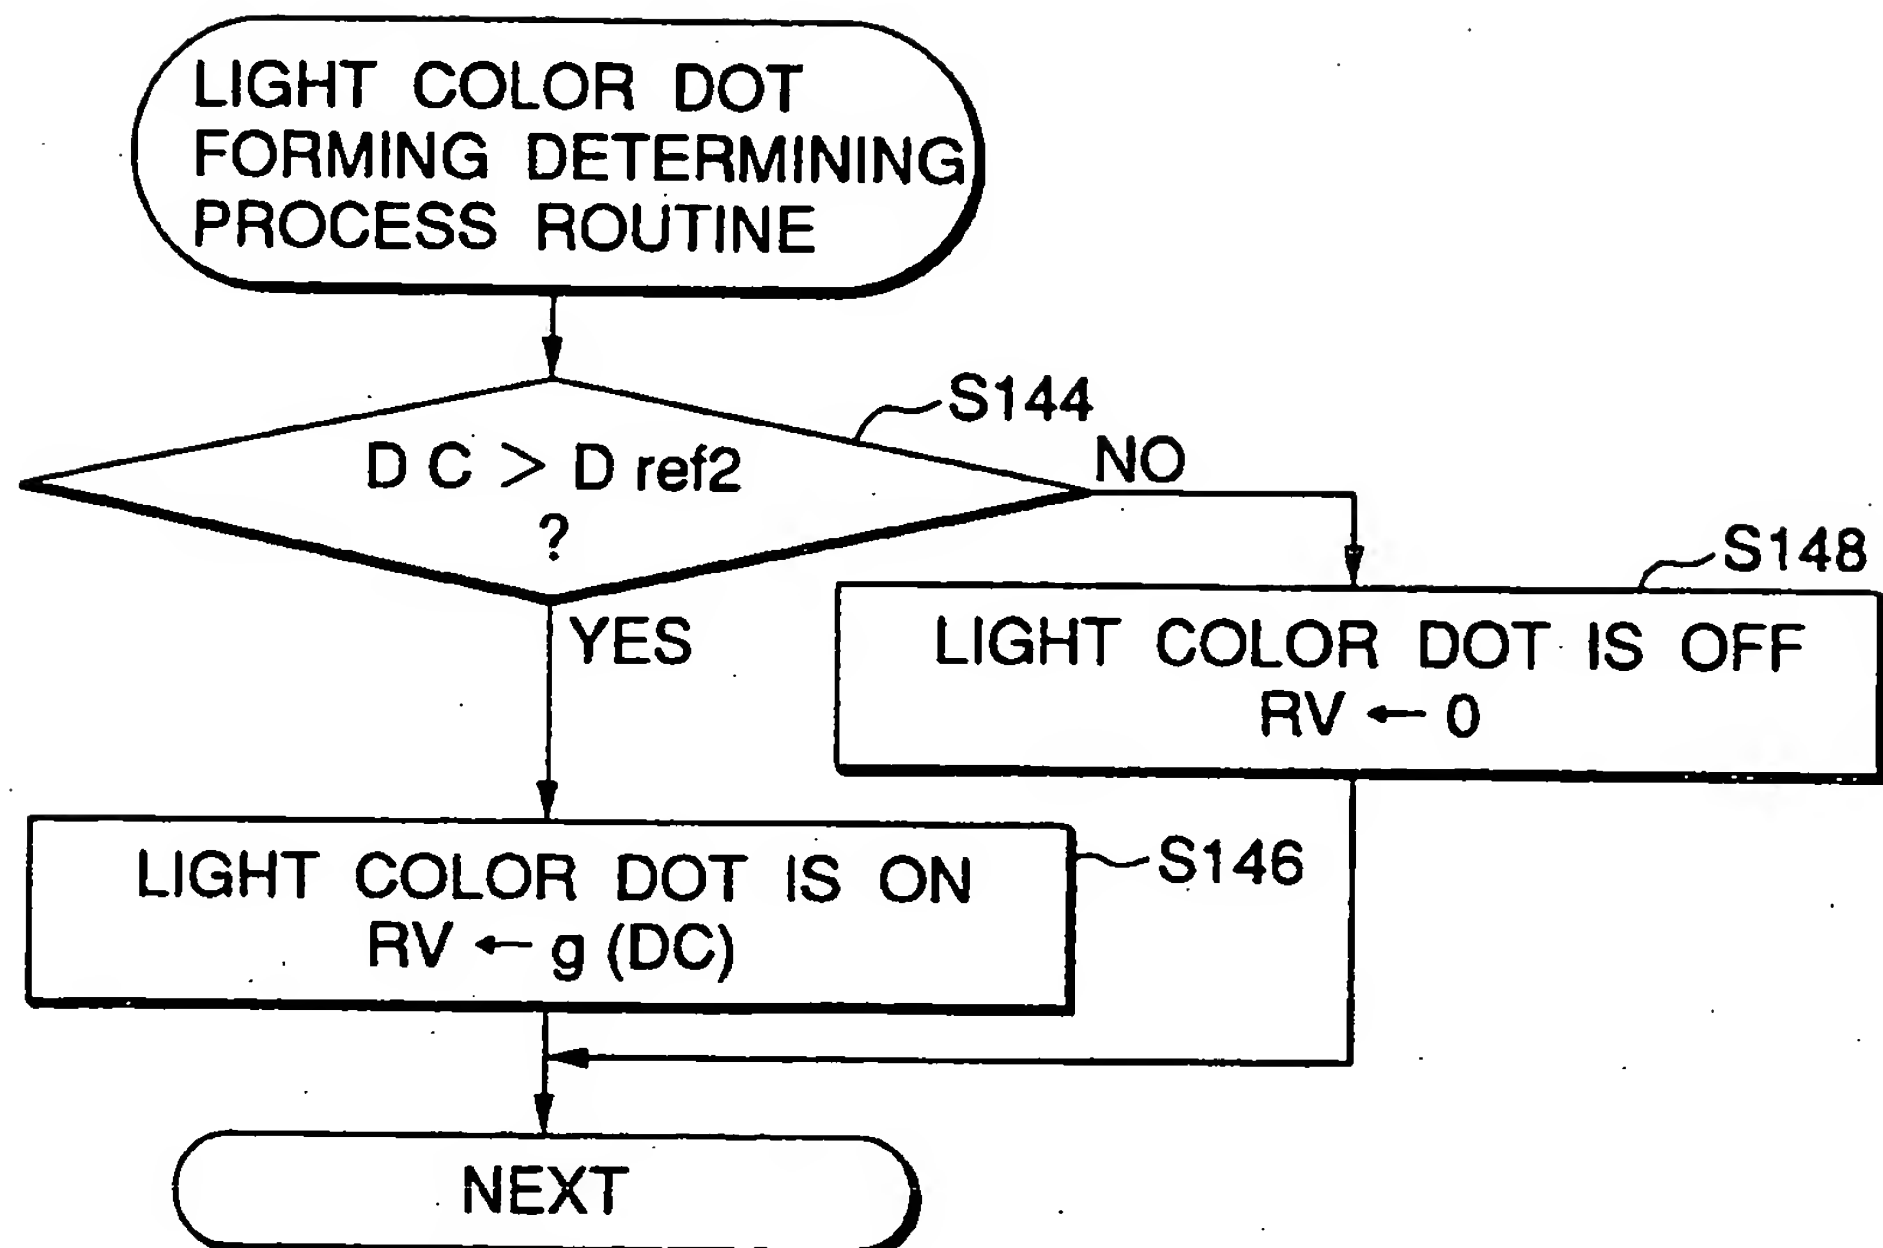 LIGHT COLOR DOT
FORMING DETERMINING
PROCESS ROUTINE
S144
D C > D ref2
?
NO
YES
S148
LIGHT COLOR DOT IS OFF
RV ← 0
LIGHT COLOR DOT IS ON
RV ← g (DC)
S146
NEXT